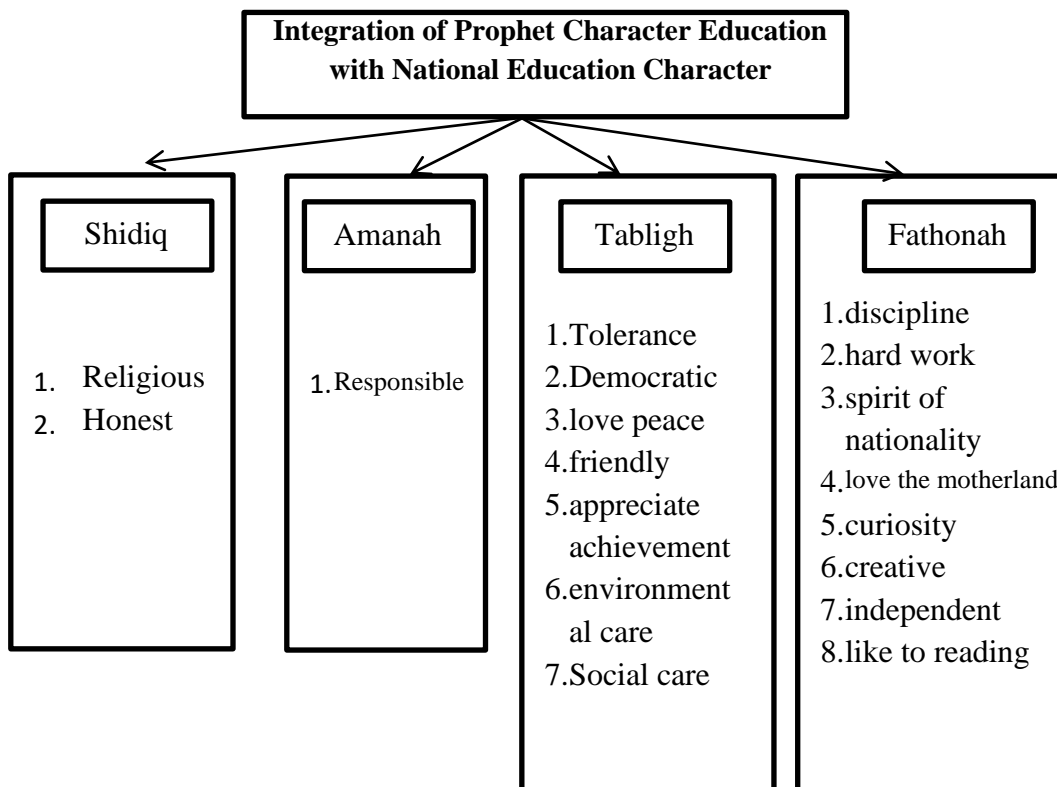 Integration of Prophet Character Education
with National Education Character
Shidiq
1. Religious
2. Honest
Amanah
1. Responsible
Tabligh
1.Tolerance
2.Democratic
3.love peace
4.friendly
5.appreciate
achievement
6.environment
al care
7.Social care
Fathonah
1.discipline
2.hard work
3.spirit of
nationality
4.love the motherland
5.curiosity
6.creative
7.independent
8.like to reading